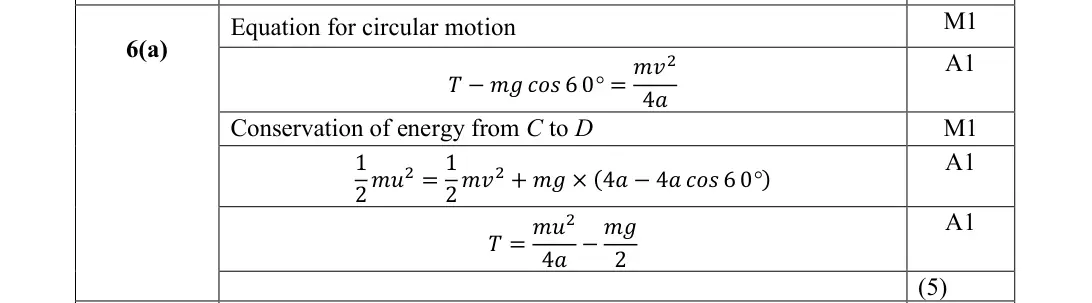 6(a)
Equation for circular motion M1
T − mg cos 6 0° = mv²/4a A1
Conservation of energy from C to D M1
1/2 mu² = 1/2 mv² + mg × (4a − 4a cos 6 0°) A1
T = mu²/4a − mg/2 A1
(5)